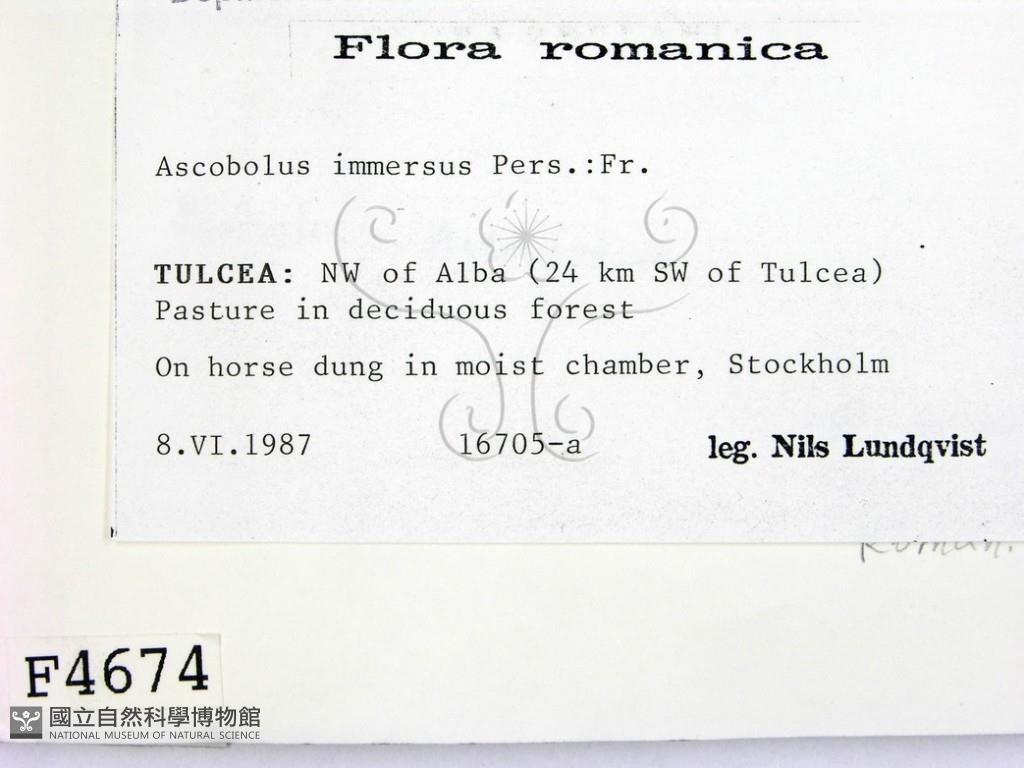 Flora romanica
Ascobolus immersus Pers.:Fr.
TULCEA: NW of Alba (24 km SW of Tulcea)
Pasture in deciduous forest
On horse dung in moist chamber, Stockholm
8.VI.1987 16705-a leg. Nils Lundqvist
F4674
國立自然科學博物館
NATIONAL MUSEUM OF NATURAL SCIENCE